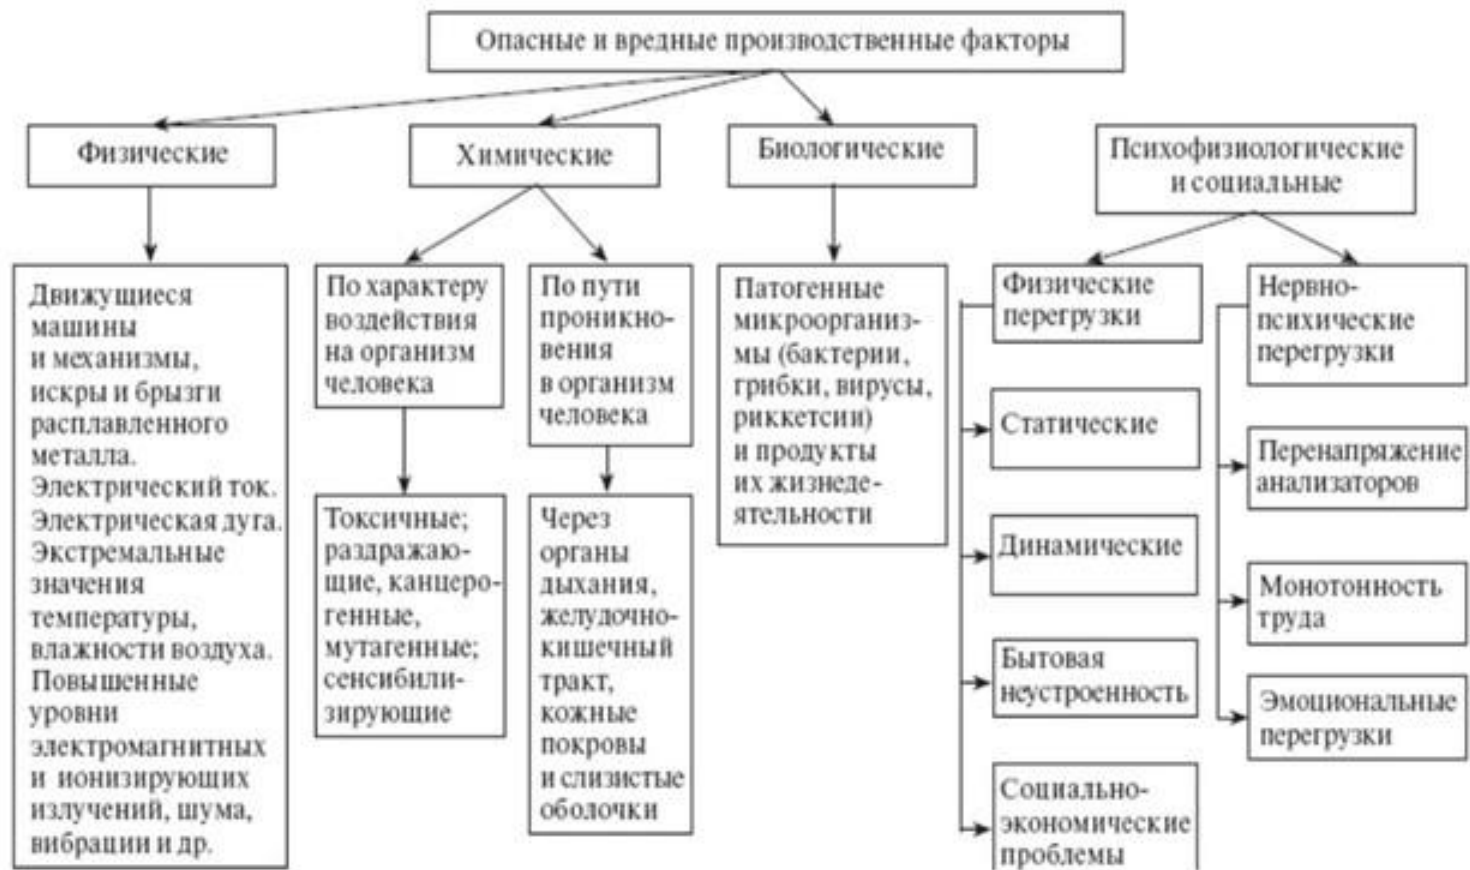 Опасные и вредные производственные факторы
Физические
Химические
Биологические
Психофизиологические
и социальные
Движущиеся
машины
и механизмы,
искры и брызги
расплавленного
металла.
Электрический ток.
Электрическая дуга.
Экстремальные
значения
температуры,
влажности воздуха.
Повышенные
уровни
электромагнитных
и ионизирующих
излучений, шума,
вибрации и др.
По характеру
воздействия
на организм
человека
Токсичные;
раздражаю-
щие, канцеро-
генные,
мутагенные;
сенсибили-
зирующие
По пути
проникно-
вения
в организм
человека
Через
органы
дыхания,
желудочно-
кишечный
тракт,
кожные
покровы
и слизистые
оболочки
Патогенные
микроорганиз-
мы (бактерии,
грибки, вирусы,
риккетсии)
и продукты
их жизнеде-
ятельности
Физические
перегрузки
Статические
Динамические
Бытовая
неустроенность
Социально-
экономические
проблемы
Нервно-
психические
перегрузки
Перенапряжение
анализаторов
Монотонность
труда
Эмоциональные
перегрузки